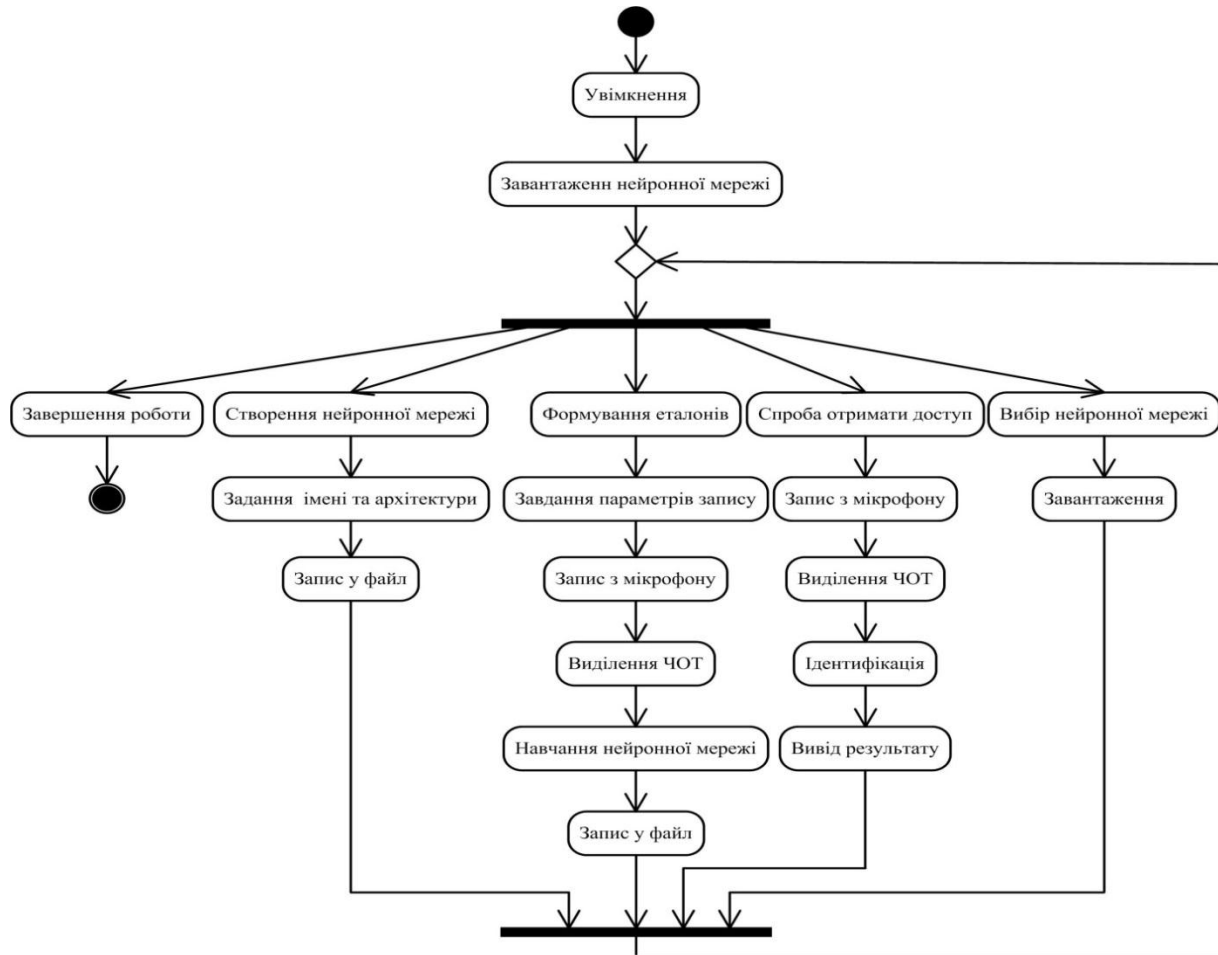 Увімкнення
Завантаженн нейронної мережі
Завершення роботи
Створення нейронної мережі
Формування еталонів
Спроба отримати доступ
Вибір нейронної мережі
Задання імені та архітектури
Завдання параметрів запису
Запис з мікрофону
Завантаження
Запис у файл
Запис з мікрофону
Виділення ЧОТ
Виділення ЧОТ
Ідентифікація
Навчання нейронної мережі
Вивід результату
Запис у файл